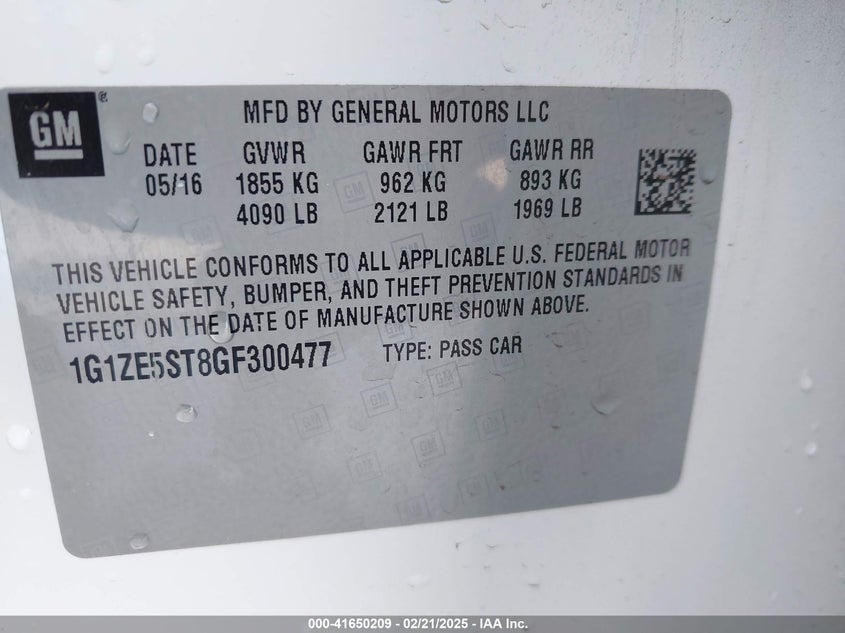 GM ®
MFD BY GENERAL MOTORS LLC
DATE GVWR GAWR FRT GAWR RR
05/16 1855 KG 962 KG 893 KG
4090 LB 2121 LB 1969 LB
THIS VEHICLE CONFORMS TO ALL APPLICABLE U.S. FEDERAL MOTOR
VEHICLE SAFETY, BUMPER, AND THEFT PREVENTION STANDARDS IN
EFFECT ON THE DATE OF MANUFACTURE SHOWN ABOVE.
1G1ZE5ST8GF300477 TYPE: PASS CAR
000-41650209 - 02/21/2025 - IAA Inc.